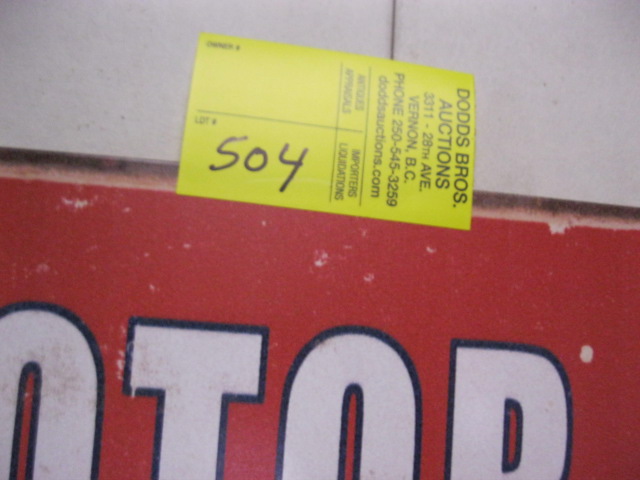 OWNER #
LOT #
504
DODDS BROS.
AUCTIONS
3311 - 28TH AVE.
VERNON, B.C.
PHONE 250-545-3259
doddsauctions.com
ANTIQUES
APPRAISALS
IMPORTERS
LIQUIDATIONS
OTOR